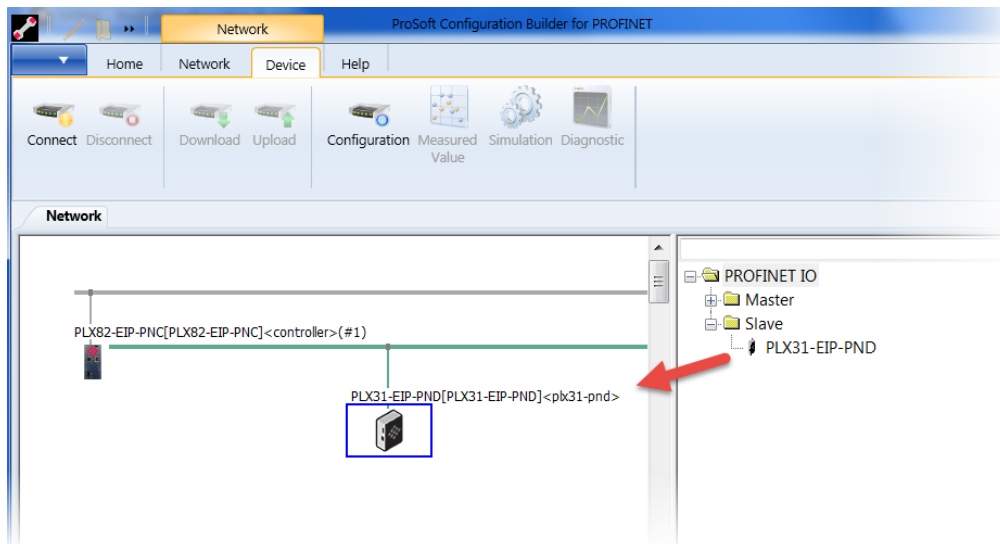 Network
ProSoft Configuration Builder for PROFINET
Home Network Device Help
Connect Disconnect Download Upload Configuration Measured Value Simulation Diagnostic
Network
PROFINET IO
Master
Slave
PLX31-EIP-PND
PLX82-EIP-PNC[PLX82-EIP-PNC]<controller>(#1)
PLX31-EIP-PND[PLX31-EIP-PND]<plx31-pnd>